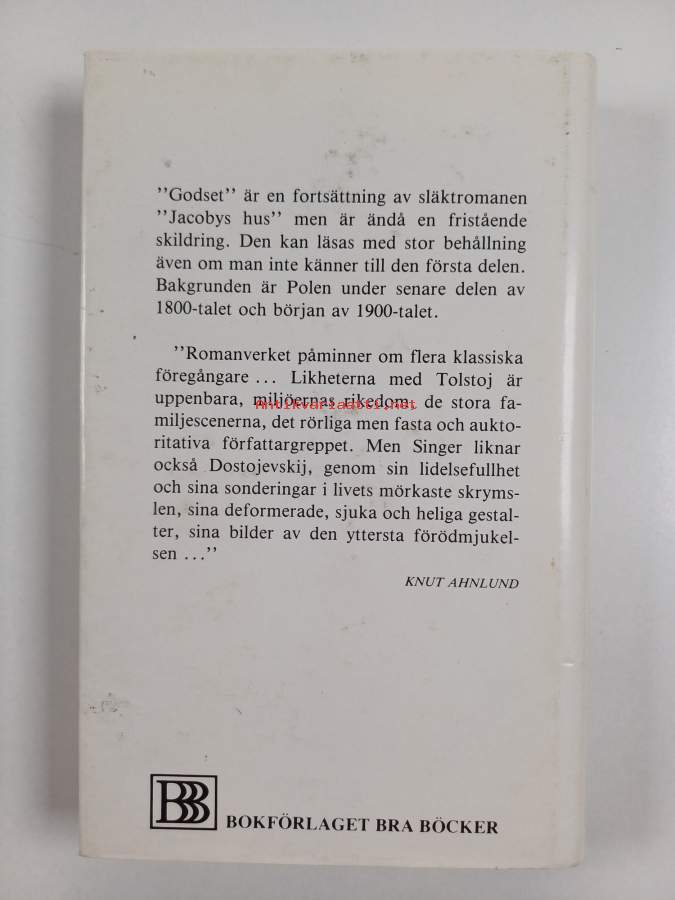 ''Godset'' är en fortsättning av släktromanen
''Jacobys hus'' men är ändå en fristående
skildring. Den kan läsas med stor behållning
även om man inte känner till den första delen.
Bakgrunden är Polen under senare delen av
1800-talet och början av 1900-talet.
''Romanverket påminner om flera klassiska
föregångare ... Likheterna med Tolstoj är
uppenbara, miljöernas rikedom, de stora fa-
Antikvariaatti.net
miljescenerna, det rörliga men fasta och aukto-
ritativa författargreppet. Men Singer liknar
också Dostojevskij, genom sin lidelsefullhet
och sina sonderingar i livets mörkaste skryms-
len, sina deformerade, sjuka och heliga gestal-
ter, sina bilder av den yttersta förödmjukel-
sen ...''
KNUT AHNLUND
BBB
BOKFÖRLAGET BRA BÖCKER